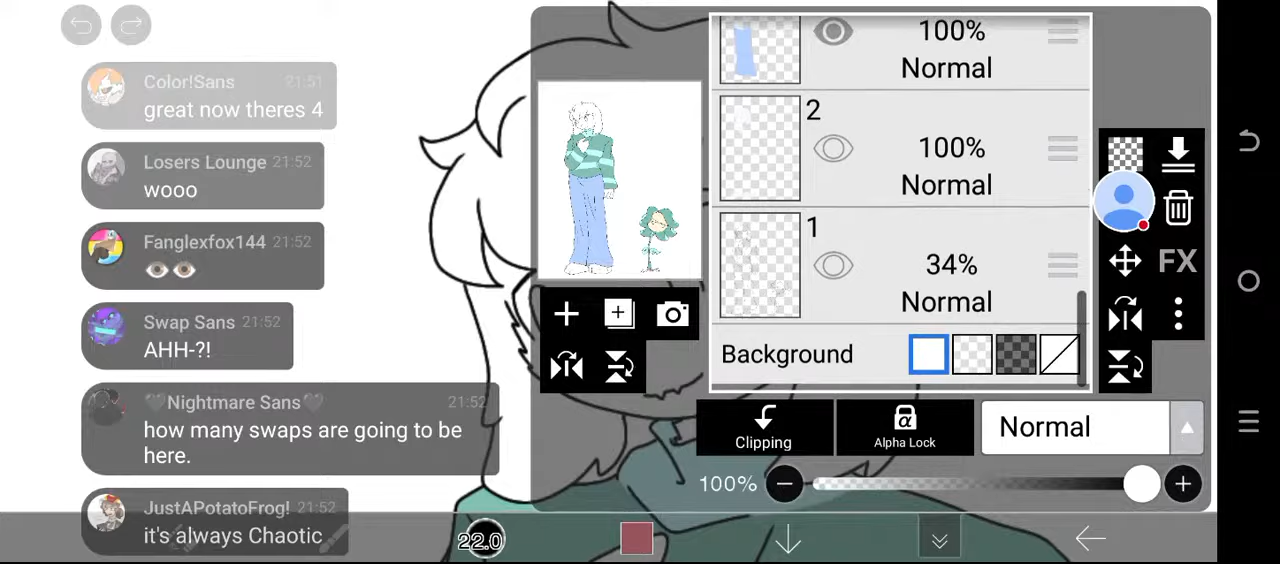 Color!Sans 21:51
great now theres 4
Losers Lounge 21:52
wooo
Fanglexfox144 21:52
👁️👁️
Swap Sans 21:52
AHH-?!
🖤Nightmare Sans🖤 21:52
how many swaps are going to be
here.
JustAPotatoFrog! 21:52
it's always Chaotic
100%
Normal
2
100%
Normal
1
34%
Normal
Background
FX
Clipping
α
Alpha Lock
Normal
100%
22.0